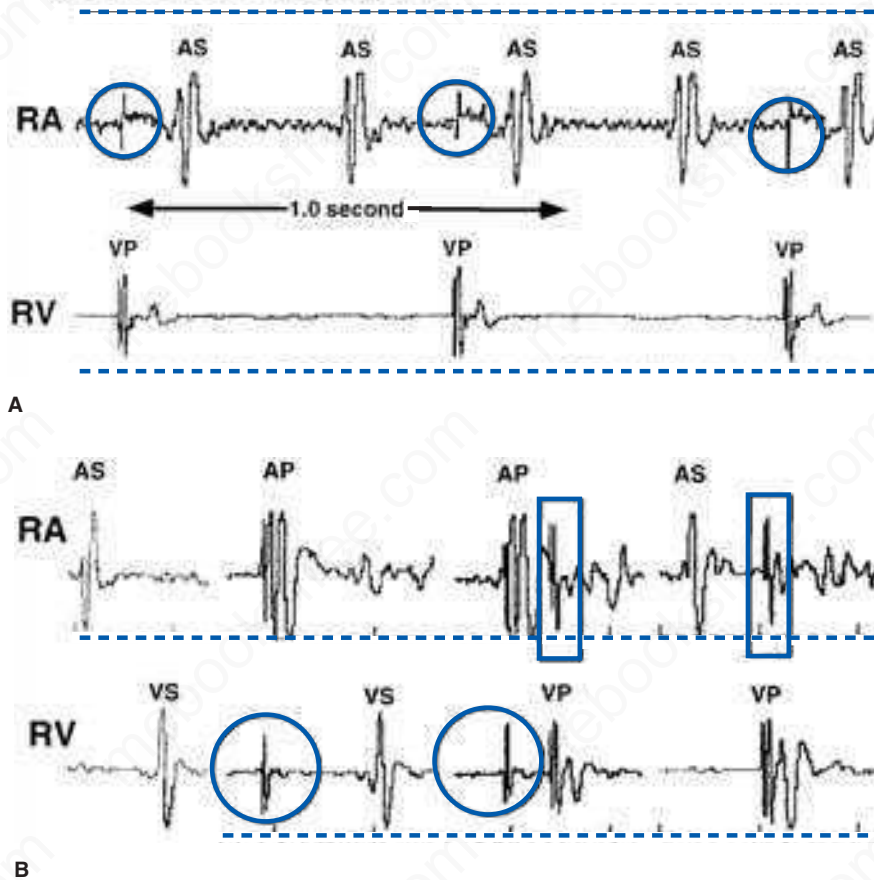 AS AS AS AS AS
RA
1.0 second
VP VP VP
RV
A
AS AP AP AS
RA
VS VS VP VP
RV
B